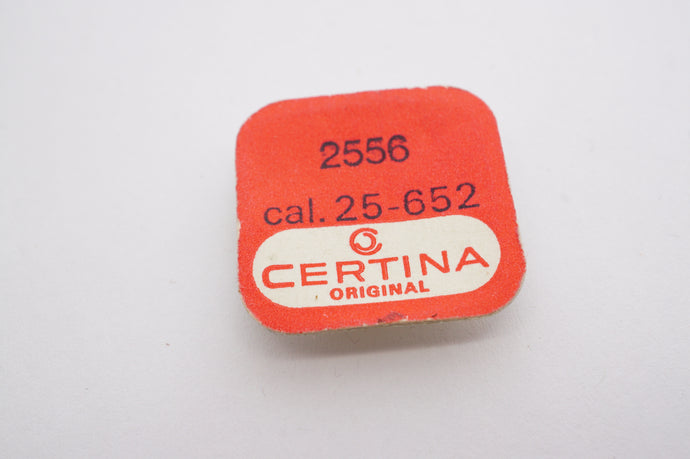 2556
cal. 25-652
CERTINA
ORIGINAL